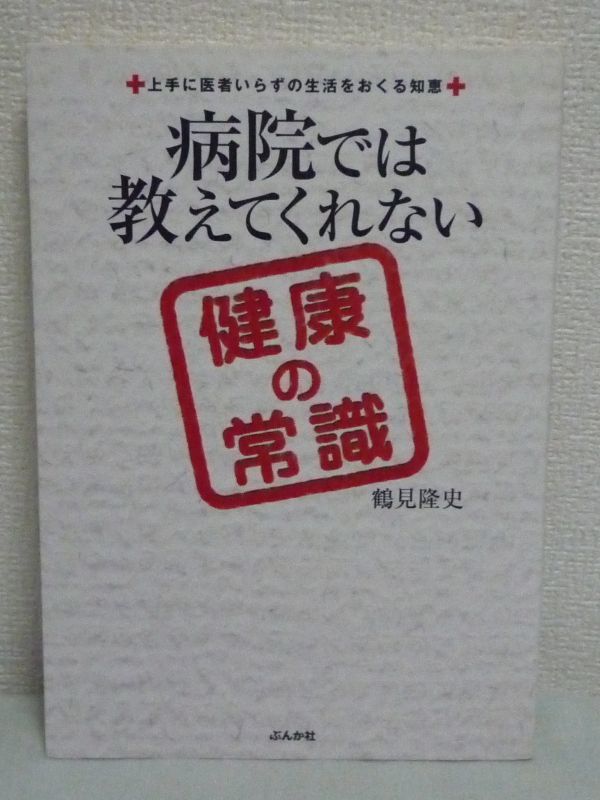 上手に医者いらずの生活をおくる知恵
病院では
教えてくれない
健康
の
常識
鶴見隆史
ぶんか社